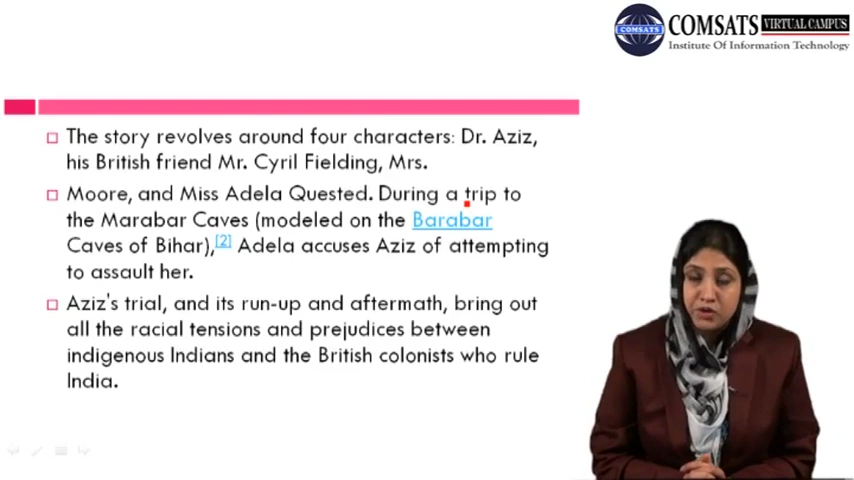 COMSATS
COMSATS VIRTUAL CAMPUS
Institute Of Information Technology
The story revolves around four characters: Dr. Aziz,
his British friend Mr. Cyril Fielding, Mrs.
Moore, and Miss Adela Quested. During a trip to
the Marabar Caves (modeled on the Barabar
Caves of Bihar),[2] Adela accuses Aziz of attempting
to assault her.
Aziz's trial, and its run-up and aftermath, bring out
all the racial tensions and prejudices between
indigenous Indians and the British colonists who rule
India.